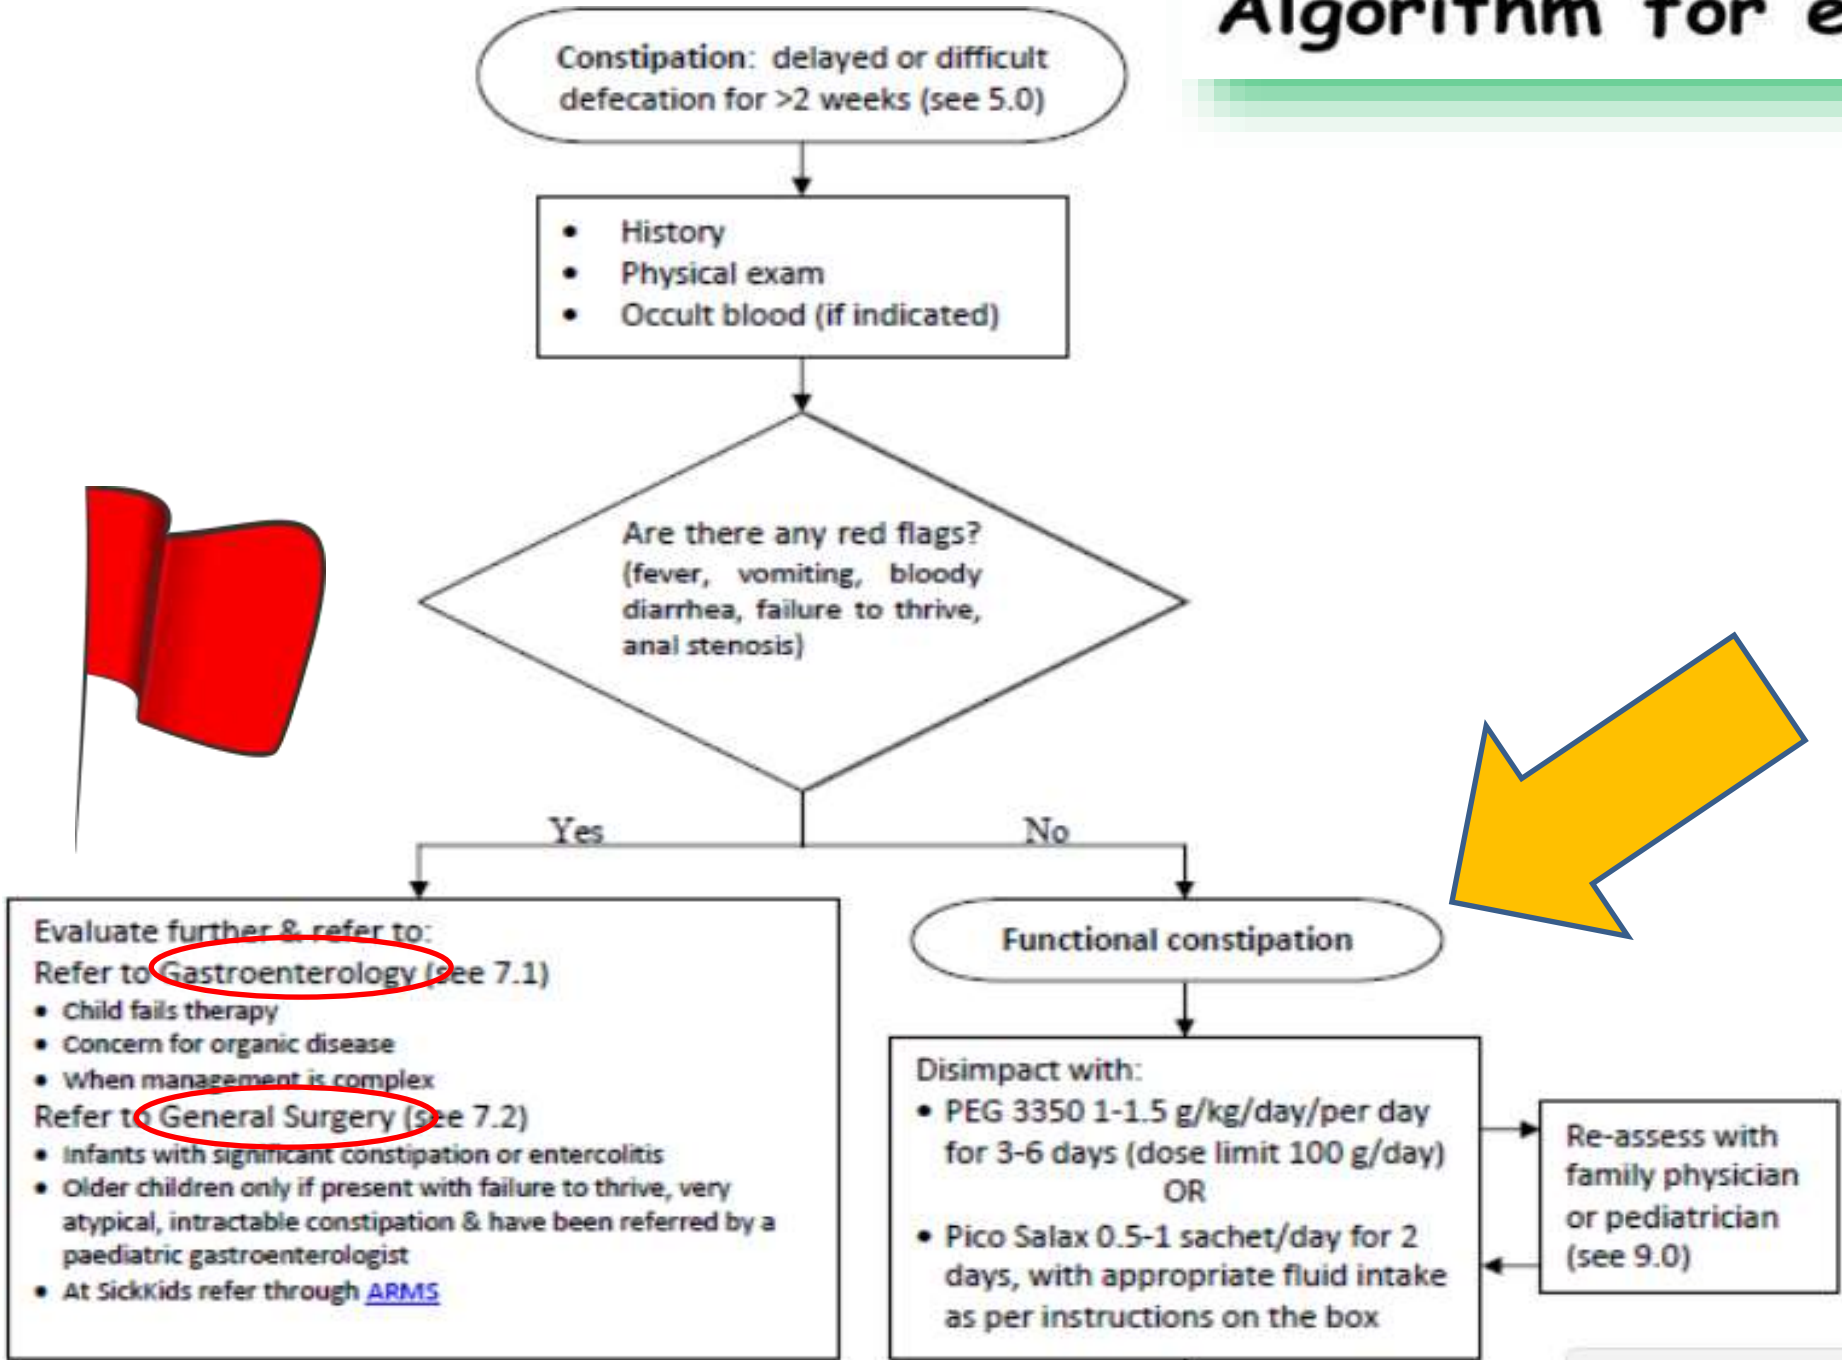 Algorithm for e
Constipation: delayed or difficult
defecation for >2 weeks (see 5.0)
• History
• Physical exam
• Occult blood (if indicated)
Are there any red flags?
(fever, vomiting, bloody
diarrhea, failure to thrive,
anal stenosis)
Yes
No
Evaluate further & refer to:
Refer to Gastroenterology (see 7.1)
• Child fails therapy
• Concern for organic disease
• When management is complex
Refer to General Surgery (see 7.2)
• Infants with significant constipation or entercolitis
• Older children only if present with failure to thrive, very
atypical, intractable constipation & have been referred by a
paediatric gastroenterologist
• At SickKids refer through ARMS
Functional constipation
Disimpact with:
• PEG 3350 1-1.5 g/kg/day/per day
for 3-6 days (dose limit 100 g/day)
OR
• Pico Salax 0.5-1 sachet/day for 2
days, with appropriate fluid intake
as per instructions on the box
Re-assess with
family physician
or pediatrician
(see 9.0)